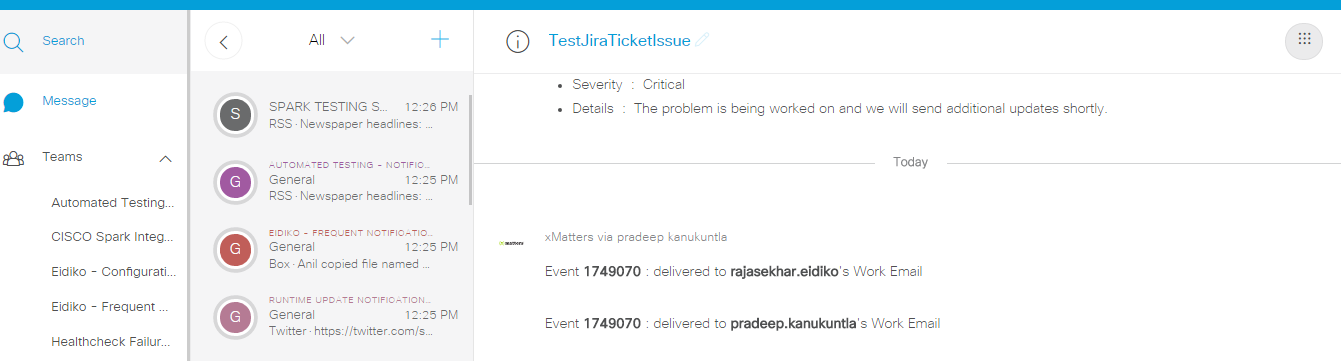 Search
Message
Teams
Automated Testing...
CISCO Spark Integ...
Eidiko - Configurati...
Eidiko - Frequent ...
Healthcheck Failur...
All
S
SPARK TESTING S... 12:26 PM
RSS · Newspaper headlines: ...
AUTOMATED TESTING - NOTIFIC...
G
General 12:25 PM
RSS · Newspaper headlines: ...
EIDIKO - FREQUENT NOTIFICATIO...
G
General 12:25 PM
Box · Anil copied file named ...
RUNTIME UPDATE NOTIFICATION...
G
General 12:25 PM
Twitter · https://twitter.com/s...
TestJiraTicketIssue
• Severity : Critical
• Details : The problem is being worked on and we will send additional updates shortly.
Today
xmatters
xMatters via pradeep kanukuntla
Event 1749070 : delivered to rajasekhar.eidiko's Work Email
Event 1749070 : delivered to pradeep.kanukuntla's Work Email